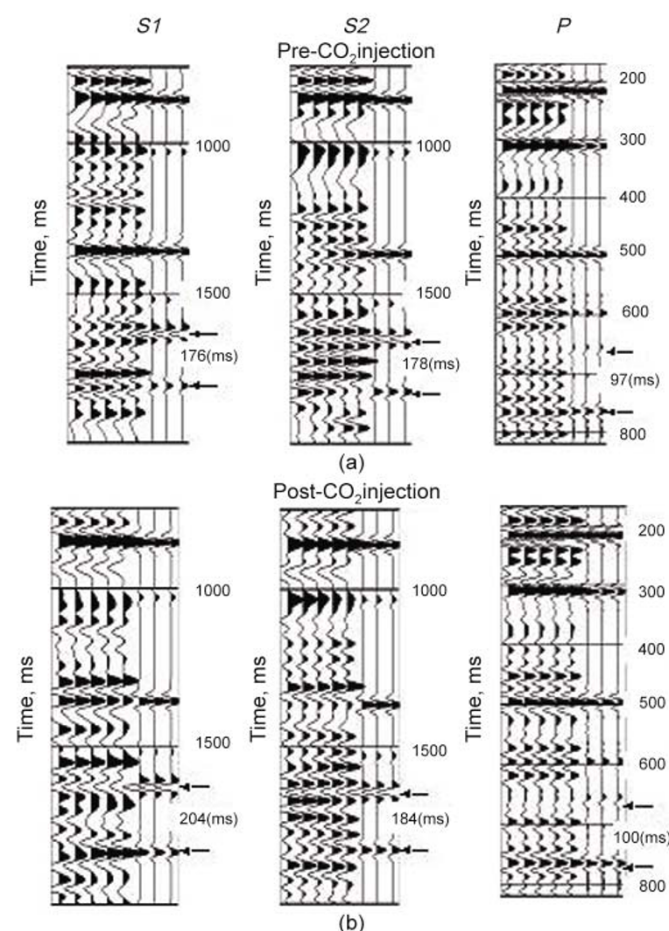 S1 S2 P
Pre-CO2injection
Time, ms
1000
1500
176(ms)
Time, ms
1000
1500
178(ms)
Time, ms
200
300
400
500
600
97(ms)
800
(a)
Post-CO2injection
Time, ms
1000
1500
204(ms)
Time, ms
1000
1500
184(ms)
Time, ms
200
300
400
500
600
100(ms)
800
(b)